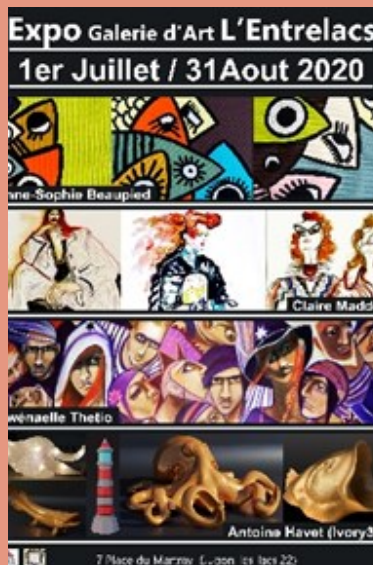 Expo Galerie d'Art L'Entrelacs
1er Juillet / 31Aout 2020
nne-Sophie Beaupied
Claire Madd
wénaelle Thetio
Antoine Havet (Ivory3
7 Place du
22)